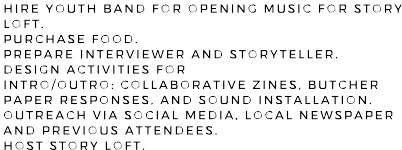 HIRE YOUTH BAND FOR OPENING MUSIC FOR STORY
LOFT.
PURCHASE FOOD.
PREPARE INTERVIEWER AND STORYTELLER.
DESIGN ACTIVITIES FOR
INTRO/OUTRO: COLLABORATIVE ZINES, BUTCHER
PAPER RESPONSES, AND SOUND INSTALLATION.
OUTREACH VIA SOCIAL MEDIA, LOCAL NEWSPAPER
AND PREVIOUS ATTENDEES.
HOST STORY LOFT.